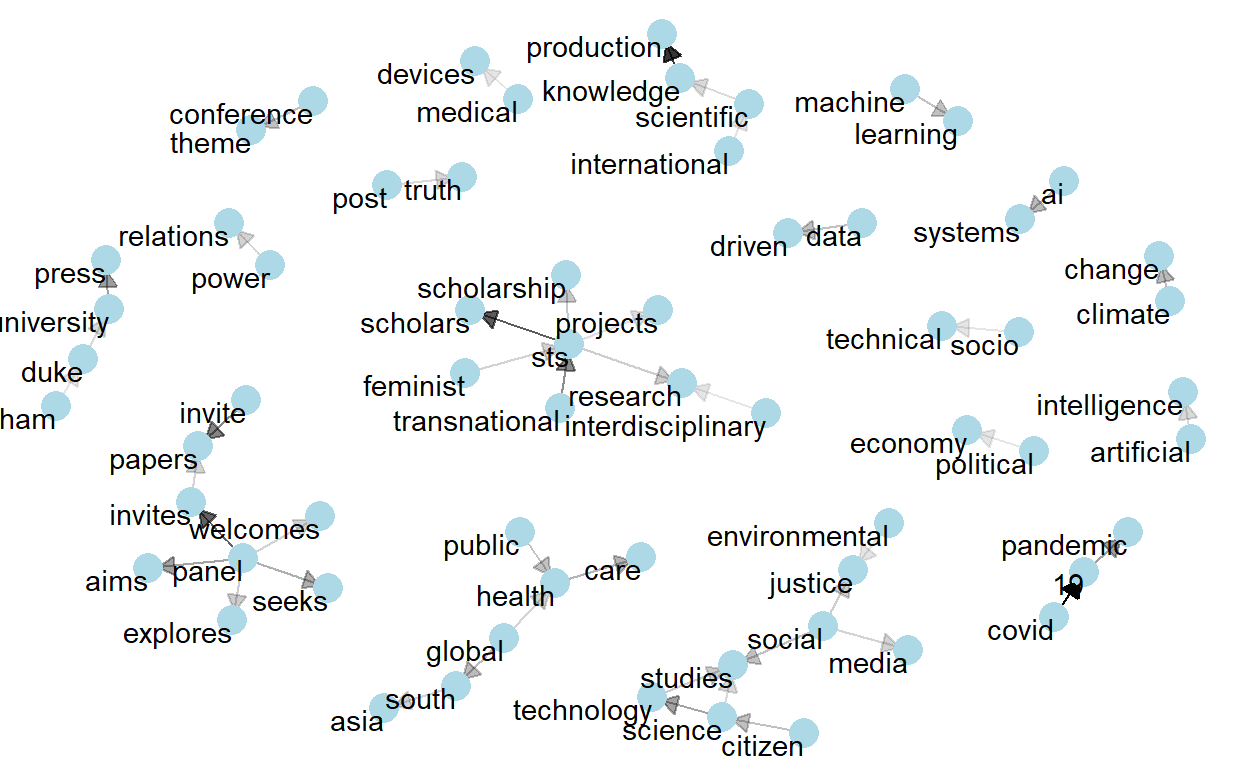 production
devices
knowledge
medical
machine
conference
scientific
learning
theme
international
post
truth
ai
relations
driven
data
systems
press
power
change
scholarship
university
scholars
projects
climate
technical
socio
sts
duke
feminist
research
intelligence
ham
invite
transnational
interdisciplinary
economy
artificial
papers
political
invites
welcomes
environmental
public
pandemic
aims
panel
care
justice
19
seeks
health
explores
covid
global
social
media
studies
south
technology
asia
science
citizen